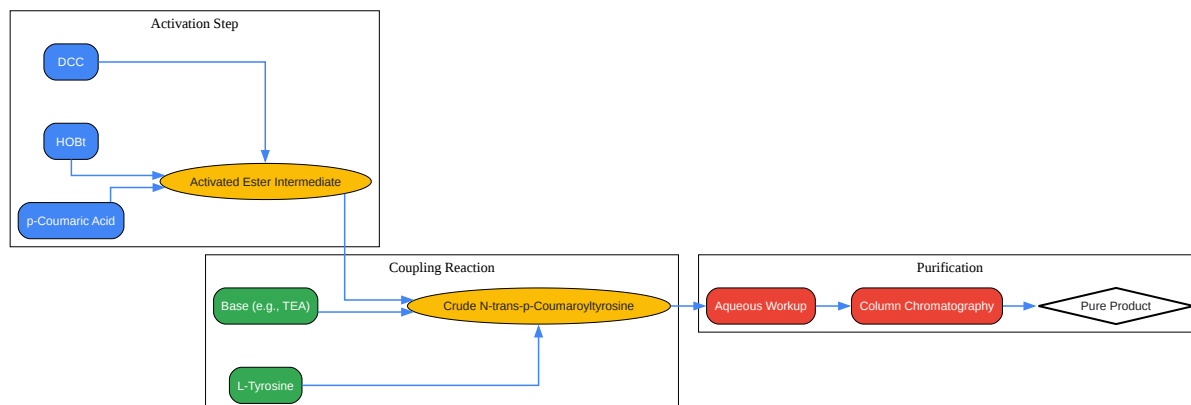 Activation Step
DCC
HOBt
p-Coumaric Acid
Activated Ester Intermediate
Coupling Reaction
Base (e.g., TEA)
L-Tyrosine
Crude N-trans-p-Coumaroyltyrosine
Purification
Aqueous Workup
Column Chromatography
Pure Product